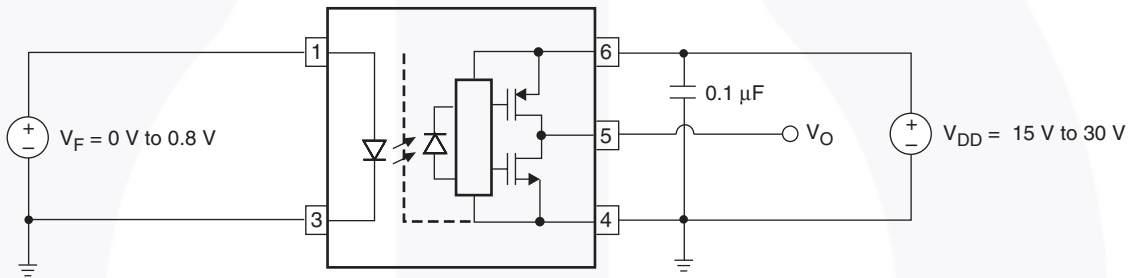 1
6
0.1 μF
V_F = 0 V to 0.8 V
5
V_O
V_DD = 15 V to 30 V
3
4